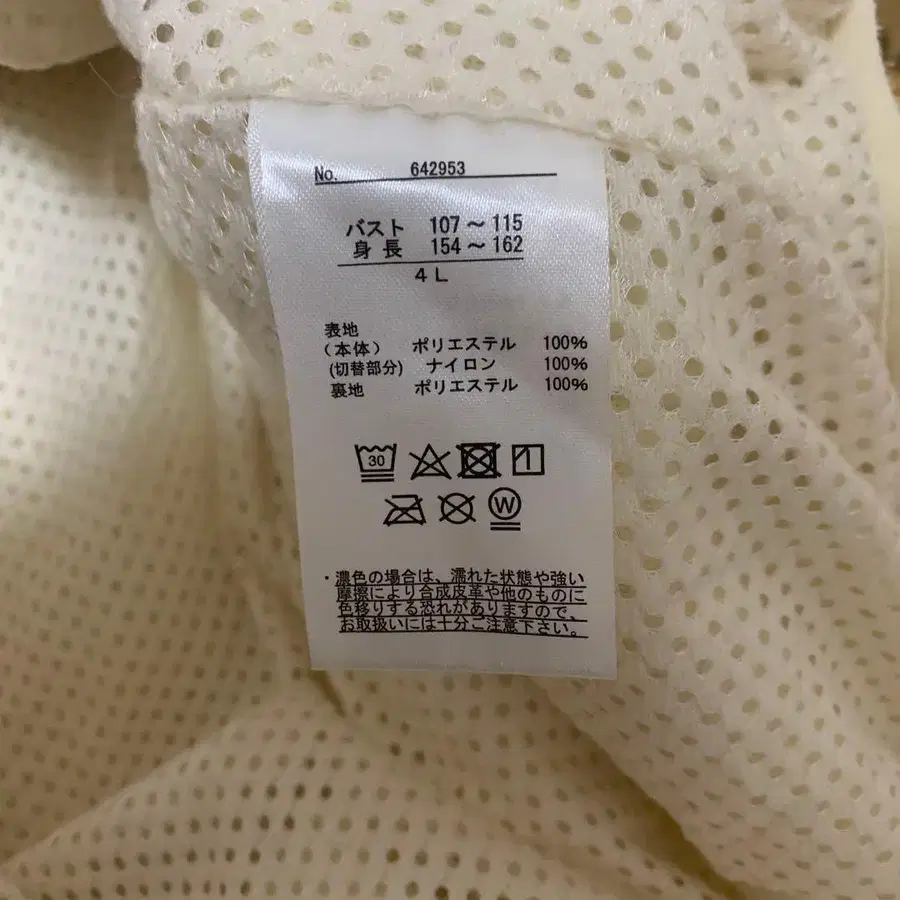 No. 642953
バスト 107～115
身長 154～162
4L
表地
(本体) ポリエステル 100%
(切替部分) ナイロン 100%
裏地 ポリエステル 100%
30
W
・濃色の場合は、濡れた状態や強い
摩擦により合成皮革や他のものに
色移りする恐れがありますので、
お取扱いには十分ご注意下さい。